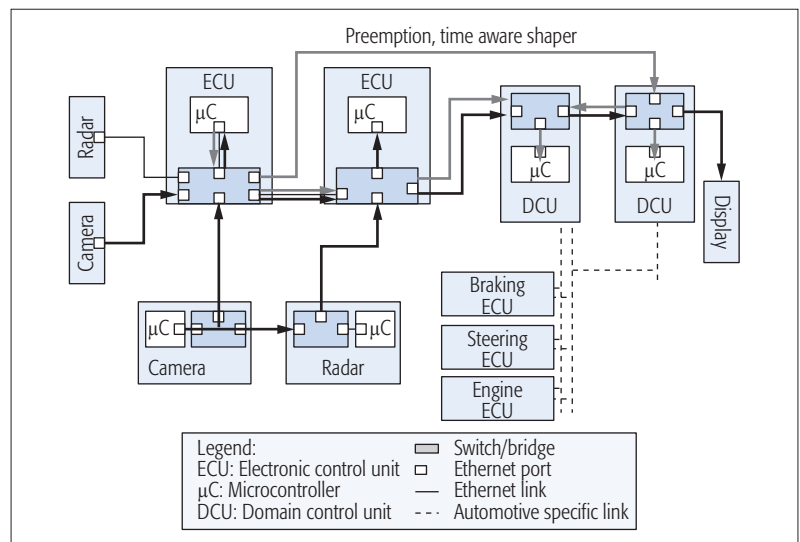 Preemption, time aware shaper
ECU
ECU
μC
μC
Radar
Camera
μC
μC
DCU
DCU
Display
μC
Camera
μC
Radar
Braking
ECU
Steering
ECU
Engine
ECU
Legend:
ECU: Electronic control unit
μC: Microcontroller
DCU: Domain control unit
Switch/bridge
Ethernet port
Ethernet link
Automotive specific link